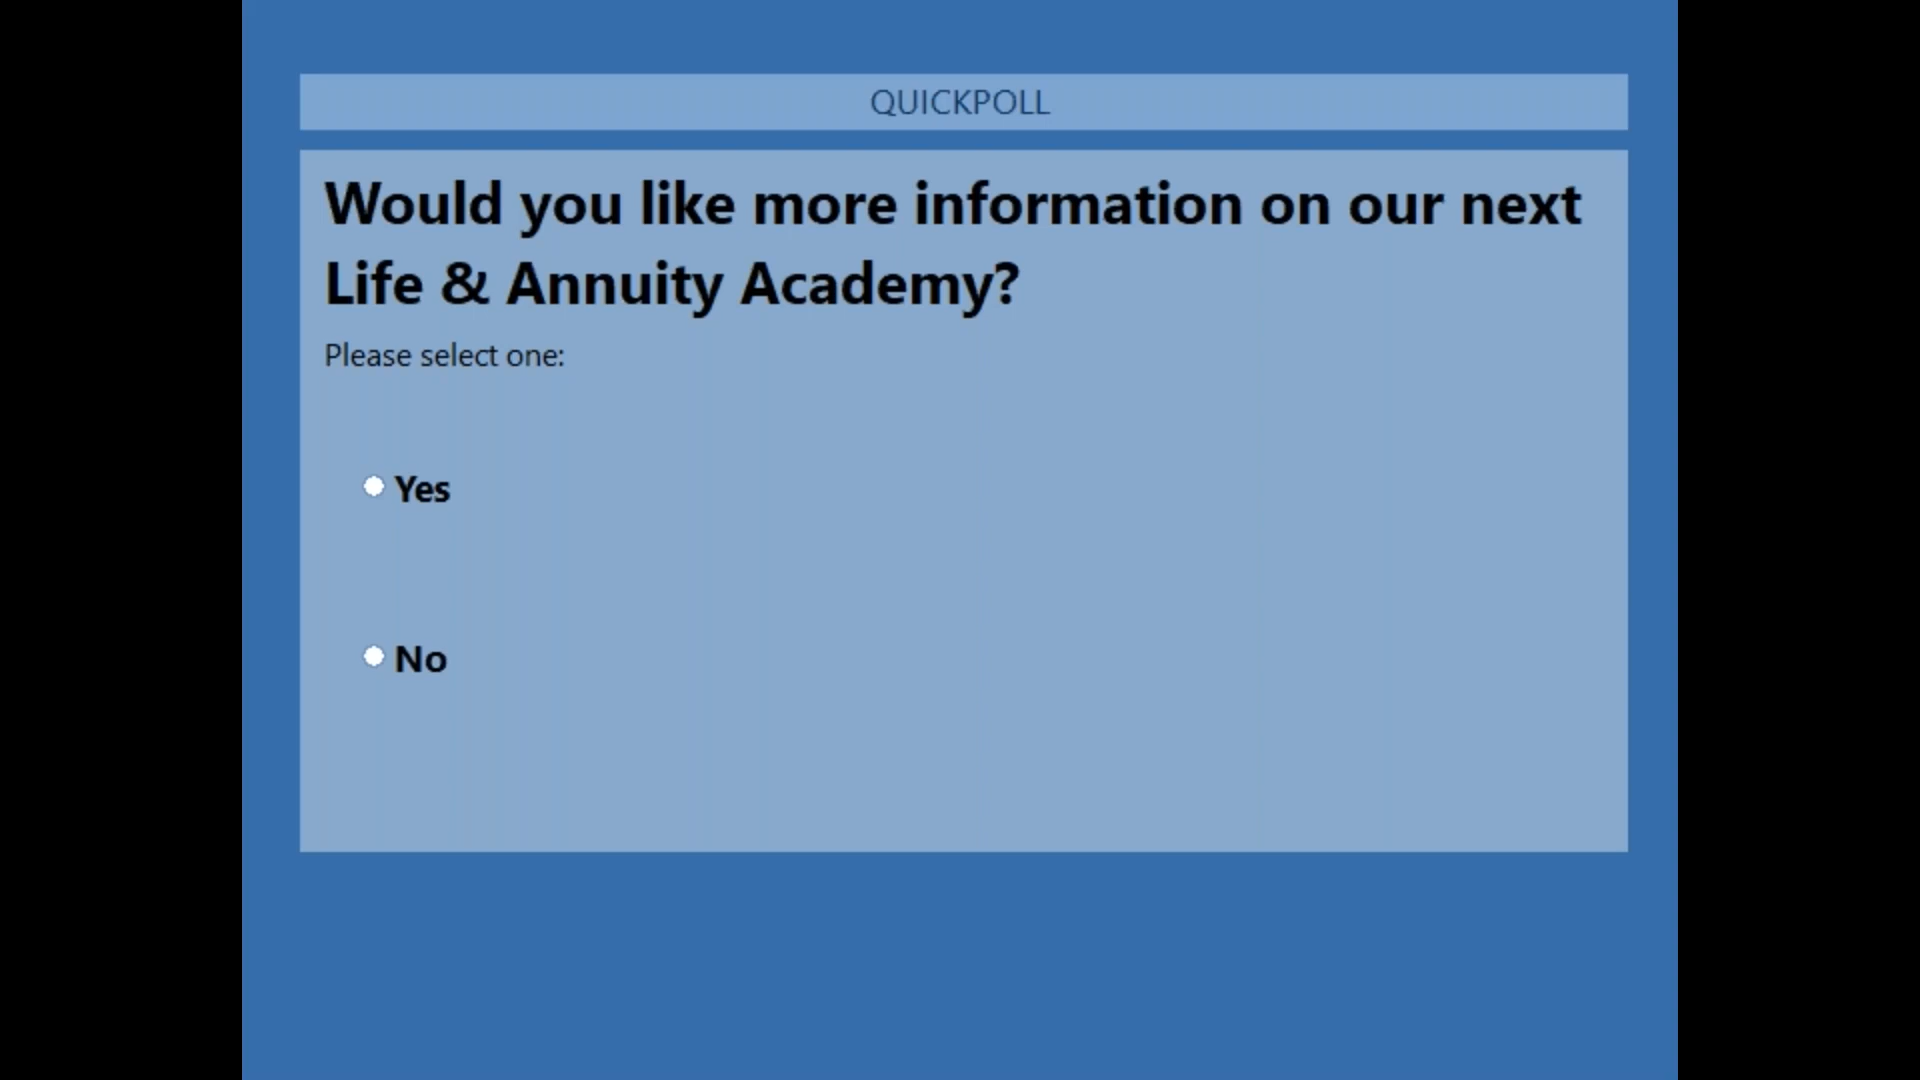 QUICKPOLL
Would you like more information on our next
Life & Annuity Academy?
Please select one:
Yes
No